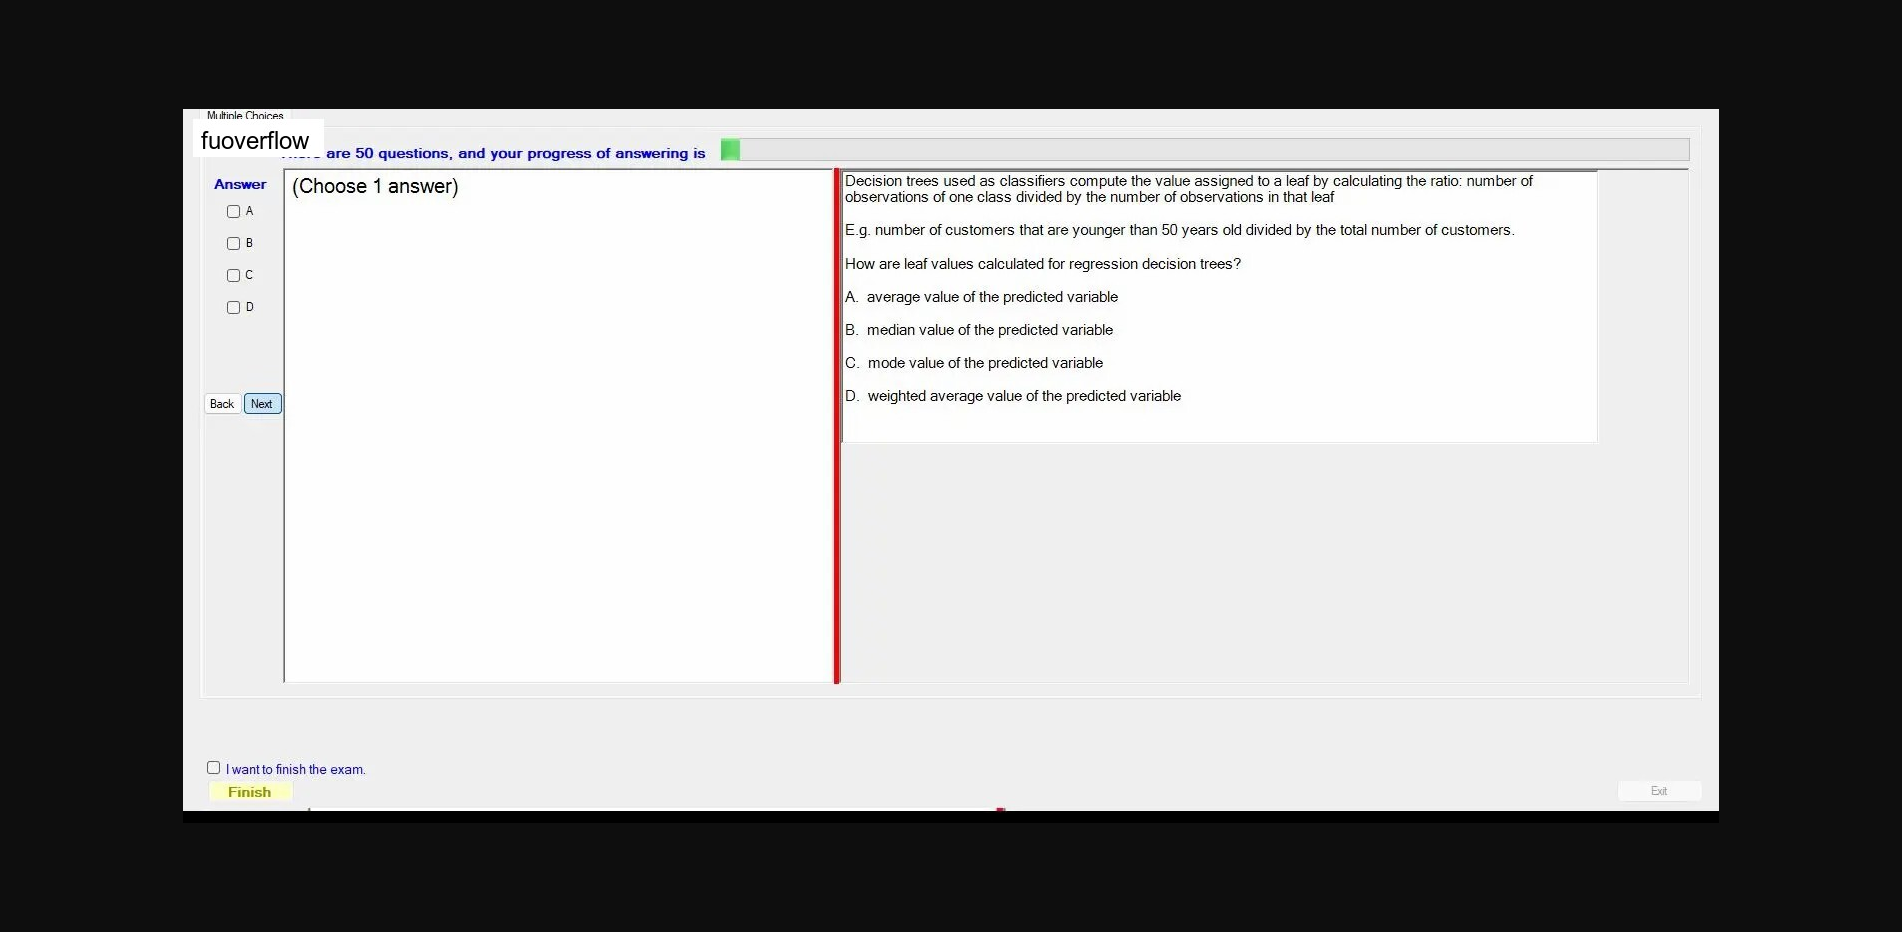 Multiple Choices
fuoverflow
are 50 questions, and your progress of answering is
Answer
(Choose 1 answer)
A
B
C
D
Back Next
Decision trees used as classifiers compute the value assigned to a leaf by calculating the ratio: number of
observations of one class divided by the number of observations in that leaf
E.g. number of customers that are younger than 50 years old divided by the total number of customers.
How are leaf values calculated for regression decision trees?
A. average value of the predicted variable
B. median value of the predicted variable
C. mode value of the predicted variable
D. weighted average value of the predicted variable
I want to finish the exam.
Finish
Exit